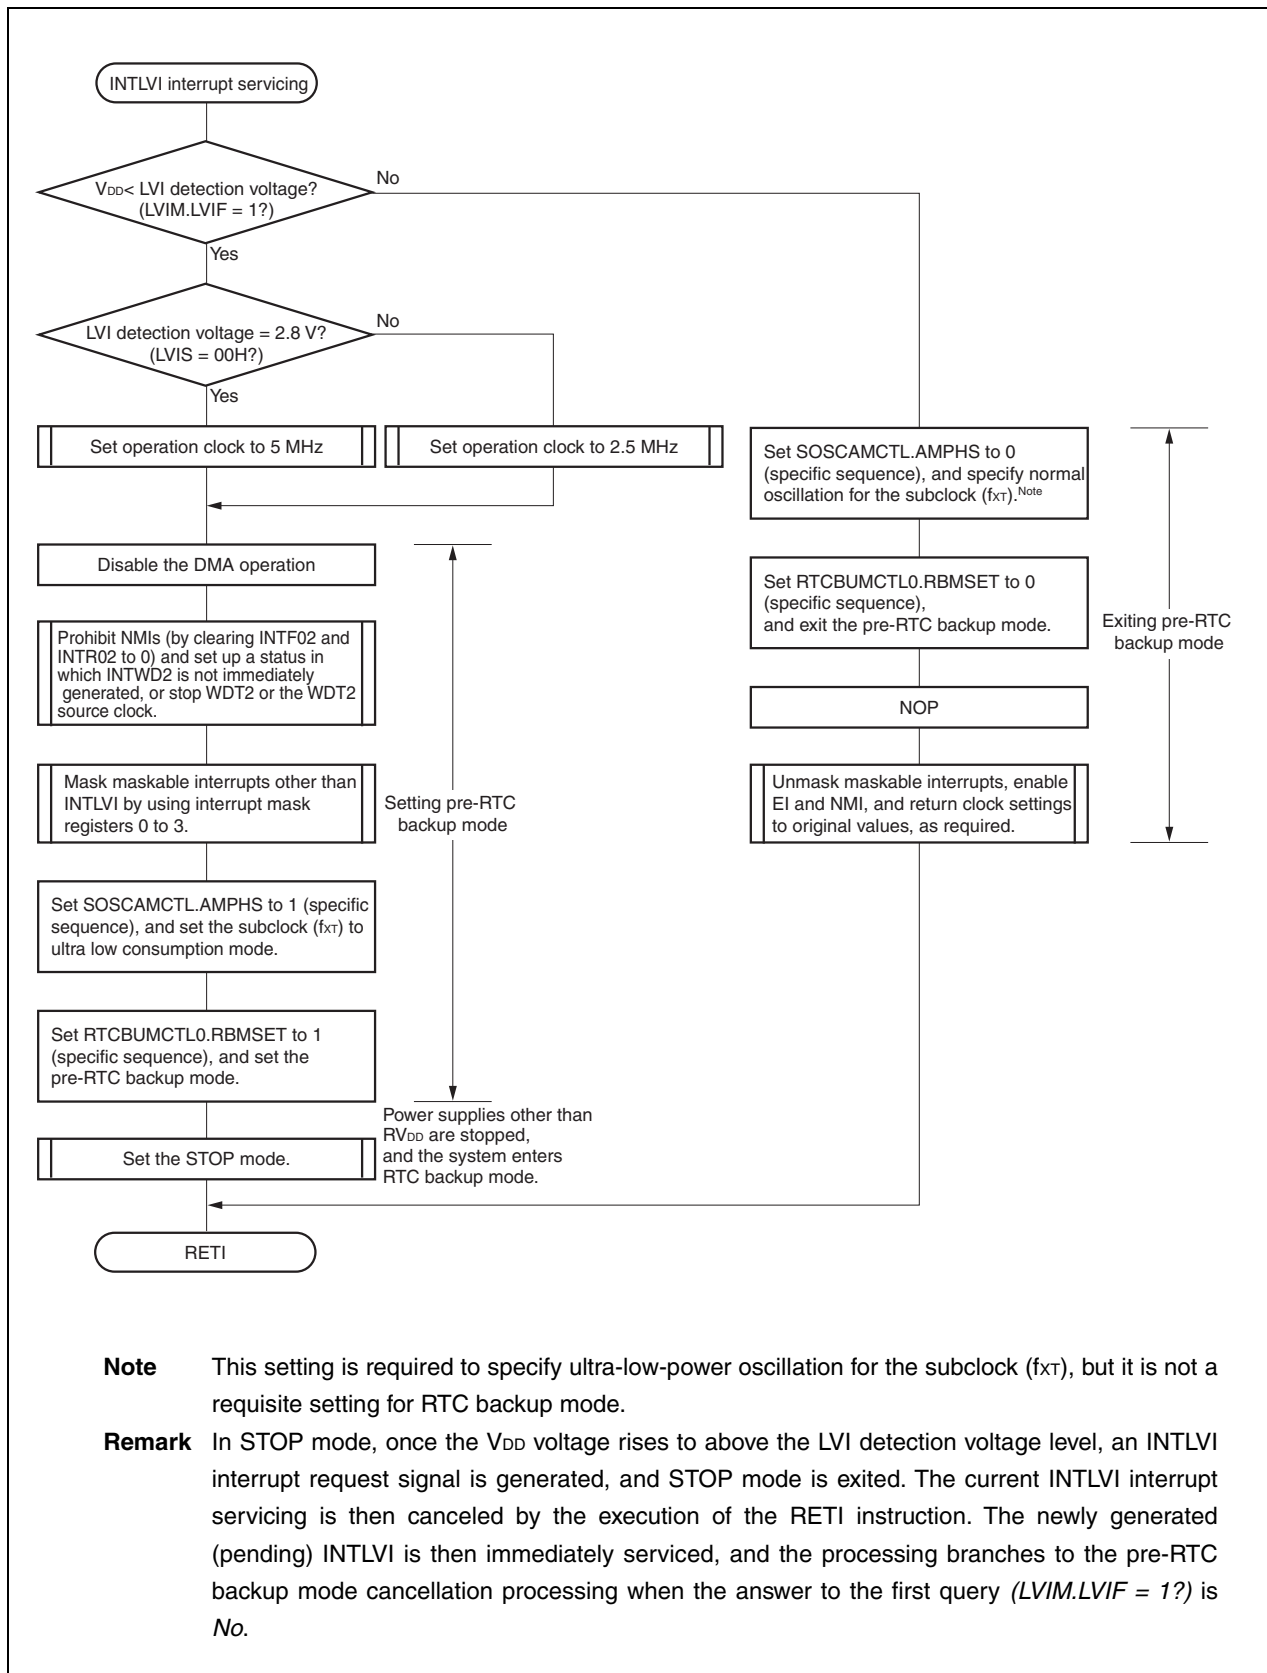 INTLVI interrupt servicing
VDD< LVI detection voltage?
(LVIM.LVIF = 1?)
No
Yes
LVI detection voltage = 2.8 V?
(LVIS = 00H?)
No
Yes
Set operation clock to 5 MHz
Set operation clock to 2.5 MHz
Disable the DMA operation
Prohibit NMIs (by clearing INTF02 and
INTR02 to 0) and set up a status in
which INTWD2 is not immediately
generated, or stop WDT2 or the WDT2
source clock.
Mask maskable interrupts other than
INTLVI by using interrupt mask
registers 0 to 3.
Set SOSCAMCTL.AMPHS to 1 (specific
sequence), and set the subclock (fXT) to
ultra low consumption mode.
Set RTCBUMCTL0.RBMSET to 1
(specific sequence), and set the
pre-RTC backup mode.
Setting pre-RTC
backup mode
Set the STOP mode.
Power supplies other than
RVDD are stopped,
and the system enters
RTC backup mode.
Set SOSCAMCTL.AMPHS to 0
(specific sequence), and specify normal
oscillation for the subclock (fXT).Note
Set RTCBUMCTL0.RBMSET to 0
(specific sequence),
and exit the pre-RTC backup mode.
NOP
Unmask maskable interrupts, enable
EI and NMI, and return clock settings
to original values, as required.
Exiting pre-RTC
backup mode
RETI
Note This setting is required to specify ultra-low-power oscillation for the subclock (fXT), but it is not a
requisite setting for RTC backup mode.
Remark In STOP mode, once the VDD voltage rises to above the LVI detection voltage level, an INTLVI
interrupt request signal is generated, and STOP mode is exited. The current INTLVI interrupt
servicing is then canceled by the execution of the RETI instruction. The newly generated
(pending) INTLVI is then immediately serviced, and the processing branches to the pre-RTC
backup mode cancellation processing when the answer to the first query (LVIM.LVIF = 1?) is
No.